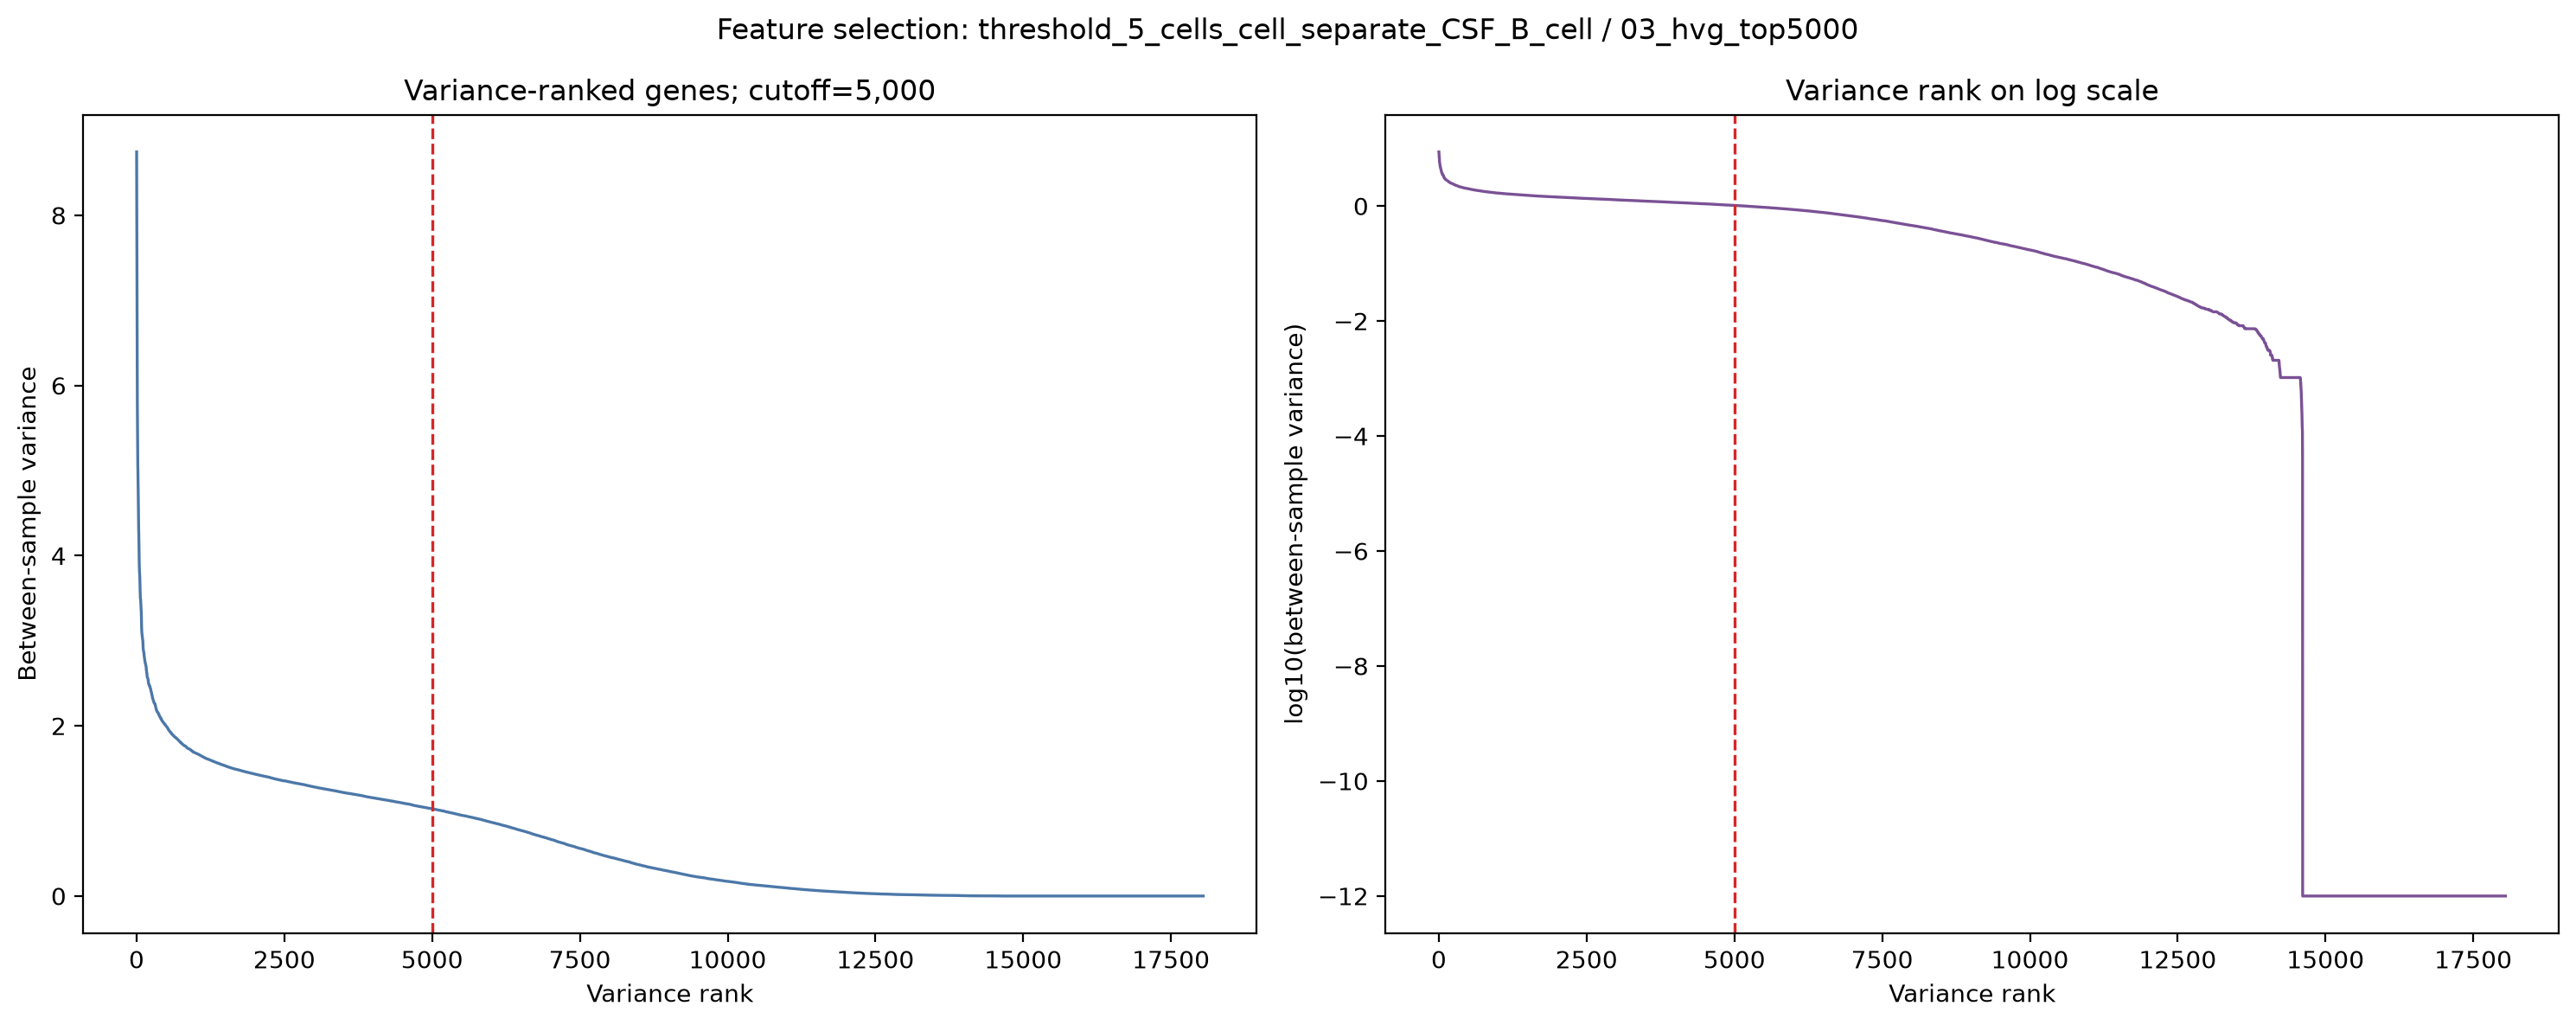 Feature selection: threshold_5_cells_cell_separate_CSF_B_cell / 03_hvg_top5000
Variance-ranked genes; cutoff=5,000
Between-sample variance
8
6
4
2
0
0 2500 5000 7500 10000 12500 15000 17500
Variance rank
Variance rank on log scale
log10(between-sample variance)
0
−2
−4
−6
−8
−10
−12
0 2500 5000 7500 10000 12500 15000 17500
Variance rank